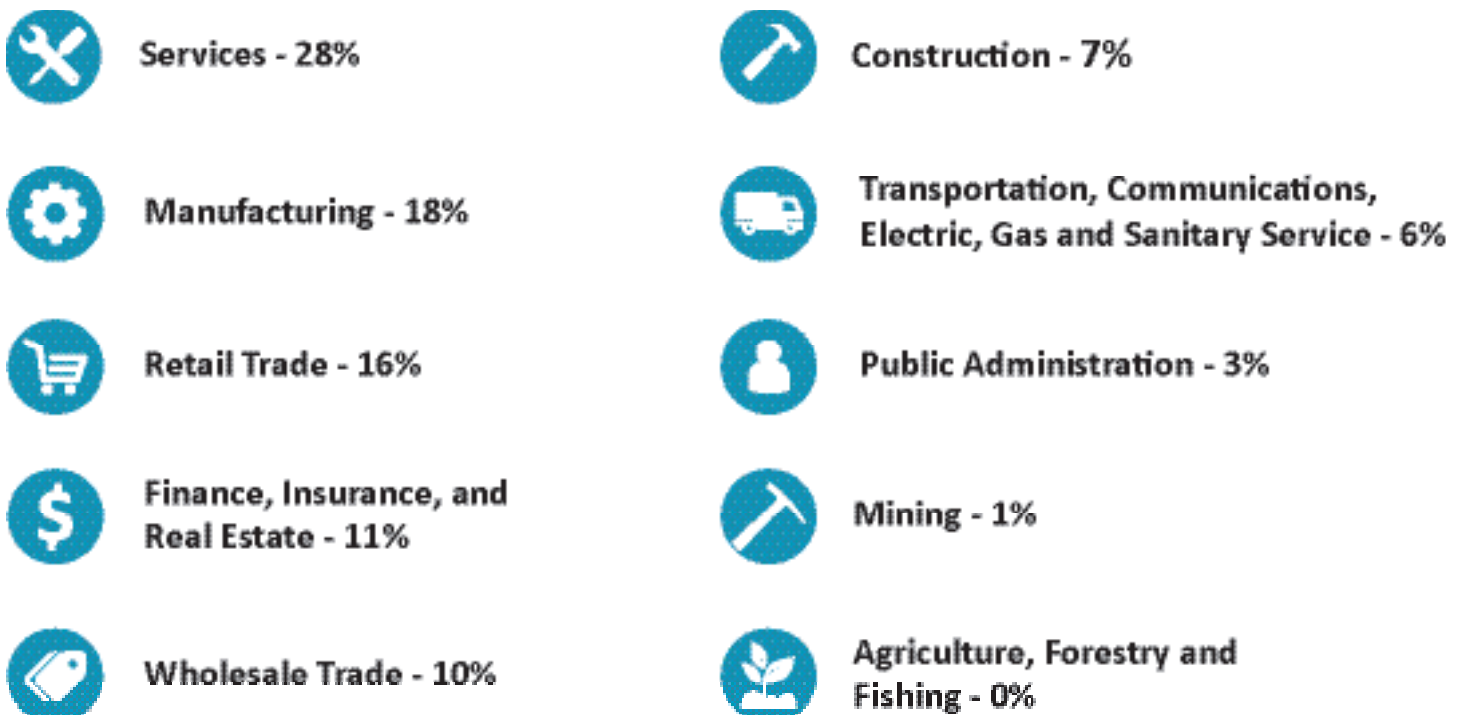 Services - 28%
Manufacturing - 18%
Retail Trade - 16%
Finance, Insurance, and
Real Estate - 11%
Wholesale Trade - 10%
Construction - 7%
Transportation, Communications,
Electric, Gas and Sanitary Service - 6%
Public Administration - 3%
Mining - 1%
Agriculture, Forestry and
Fishing - 0%